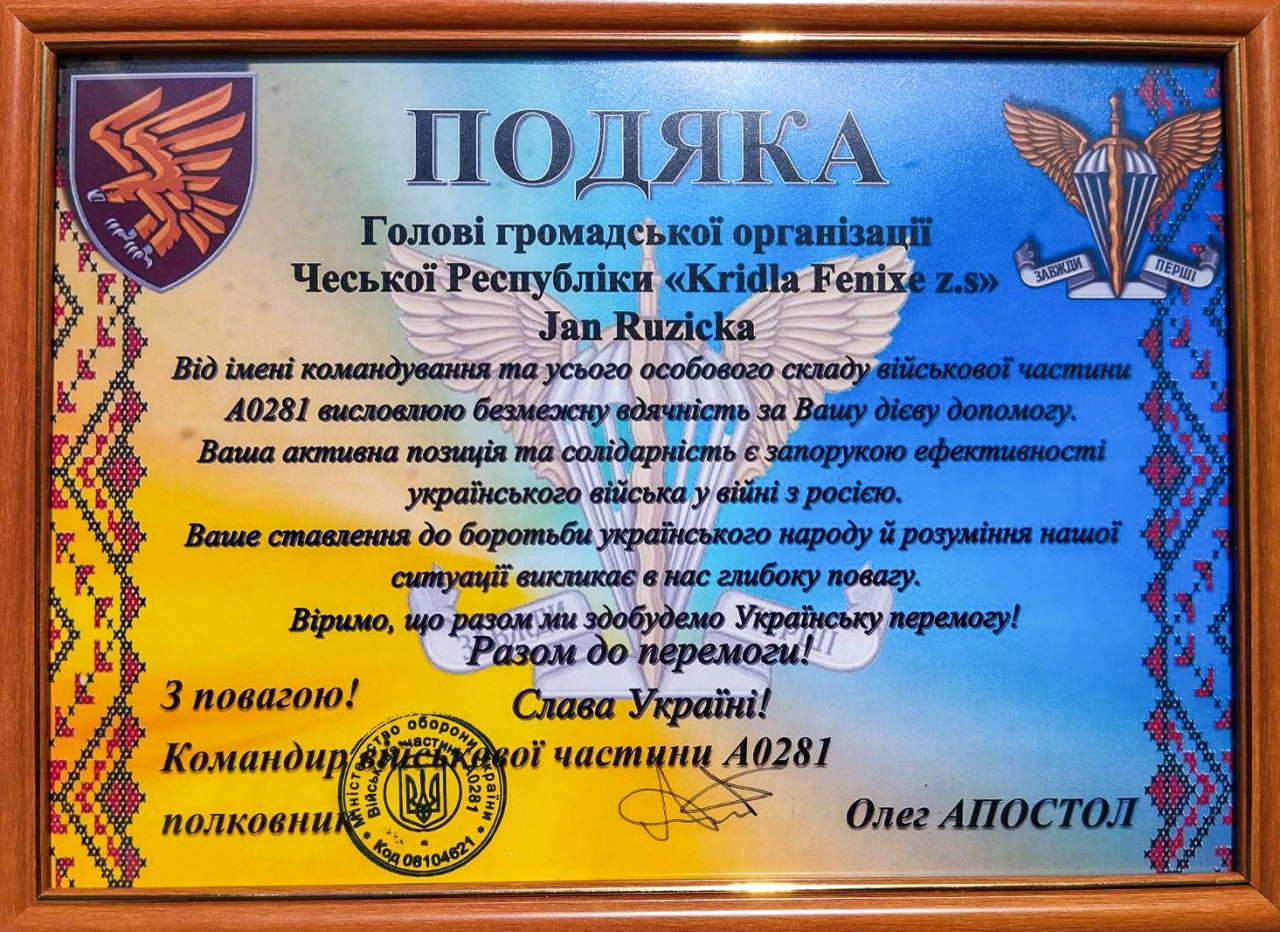 ПОДЯКА
Голові громадської організації
Чеської Республіки «Kridla Fenixe z.s»
Jan Ruzicka
Від імені командування та усього особового складу військової частини
А0281 висловлюю безмежну вдячність за Вашу дієву допомогу.
Ваша активна позиція та солідарність є запорукою ефективності
українського війська у війні з росією.
Ваше ставлення до боротьби українського народу й розуміння нашої
ситуації викликає в нас глибоку повагу.
Віримо, що разом ми здобудемо Українську перемогу!
Разом до перемоги!
Слава Україні!
З повагою!
Командир військової частини А0281
полковник
Олег АПОСТОЛ
ЗАВЖДИ ПЕРШІ
ЗАВЖДИ ПЕРШІ
Міністерство оборони України
Військова частина А0281
Код 08104621